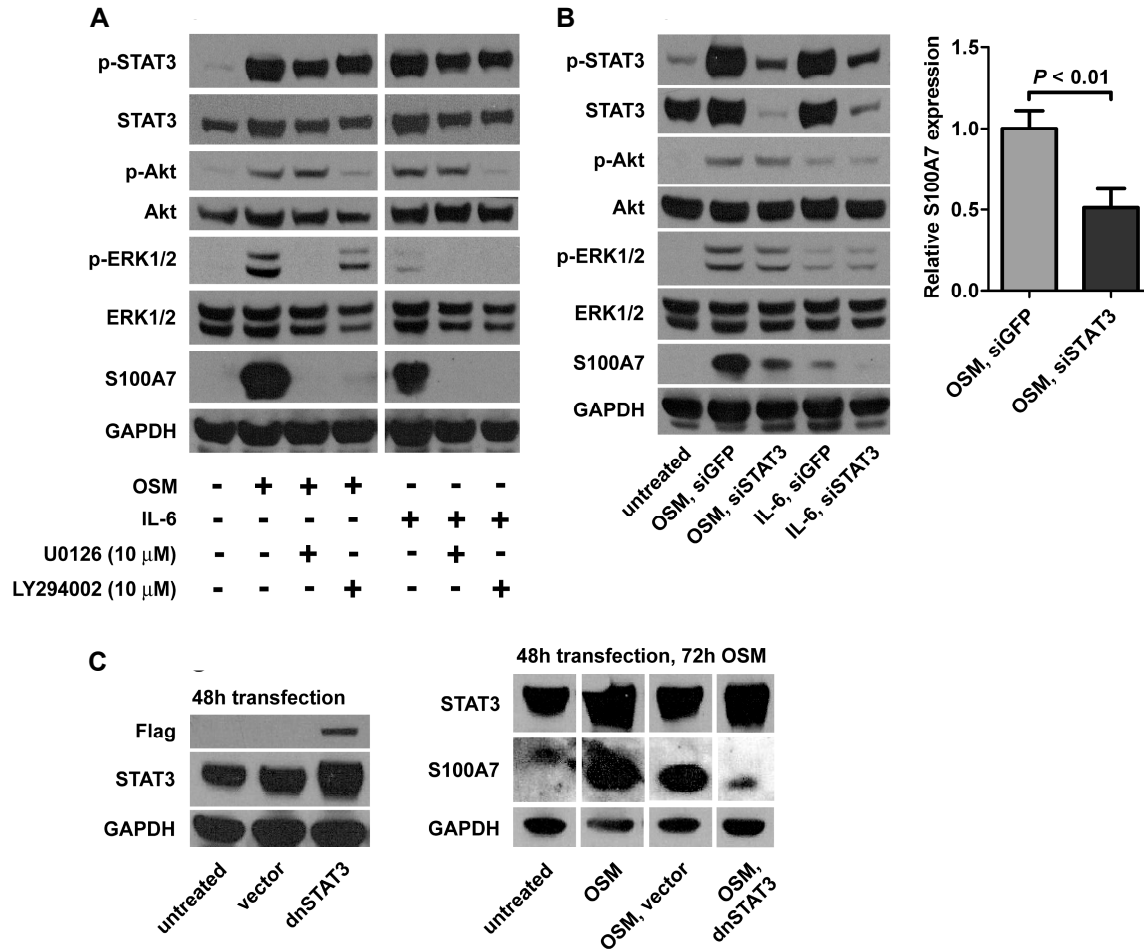 A
p-STAT3
STAT3
p-Akt
Akt
p-ERK1/2
ERK1/2
S100A7
GAPDH
OSM - + + + - - -
IL-6 - - - - + + +
U0126 (10 μM) - - + - - + -
LY294002 (10 μM) - - - + - - +
B
p-STAT3
STAT3
p-Akt
Akt
p-ERK1/2
ERK1/2
S100A7
GAPDH
untreated
OSM, siGFP
OSM, siSTAT3
IL-6, siGFP
IL-6, siSTAT3
Relative S100A7 expression
1.5
1.0
0.5
0.0
P < 0.01
OSM, siGFP
OSM, siSTAT3
C
48h transfection
Flag
STAT3
GAPDH
untreated
vector
dnSTAT3
48h transfection, 72h OSM
STAT3
S100A7
GAPDH
untreated
OSM
OSM, vector
OSM,
dnSTAT3